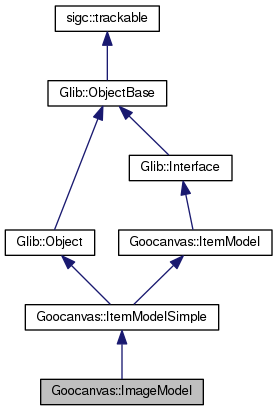 sigc::trackable
Glib::ObjectBase
Glib::Interface
Glib::Object
Goocanvas::ItemModel
Goocanvas::ItemModelSimple
Goocanvas::ImageModel